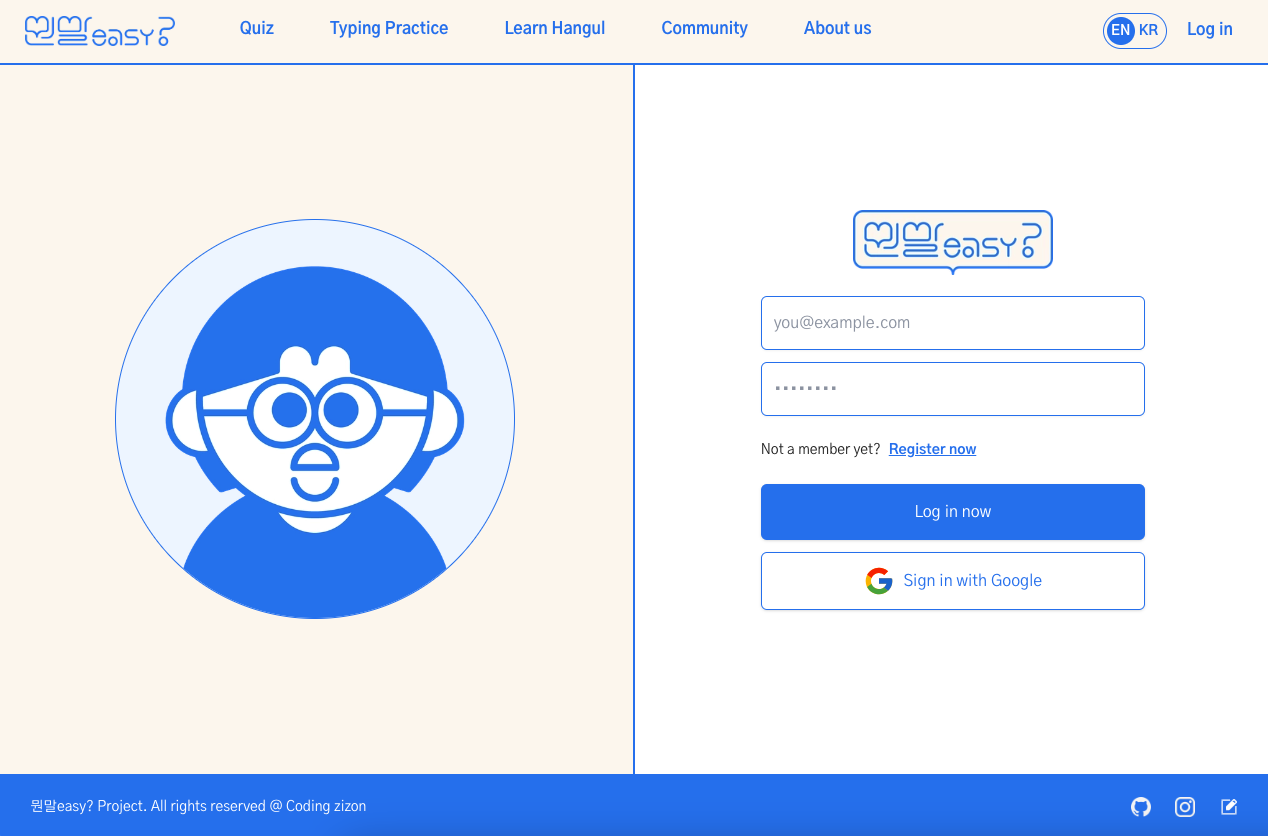 뭔말easy?
Quiz
Typing Practice
Learn Hangul
Community
About us
EN KR
Log in
뭔말easy?
you@example.com
••••••••
Not a member yet? Register now
Log in now
Sign in with Google
뭔말easy? Project. All rights reserved @ Coding zizon